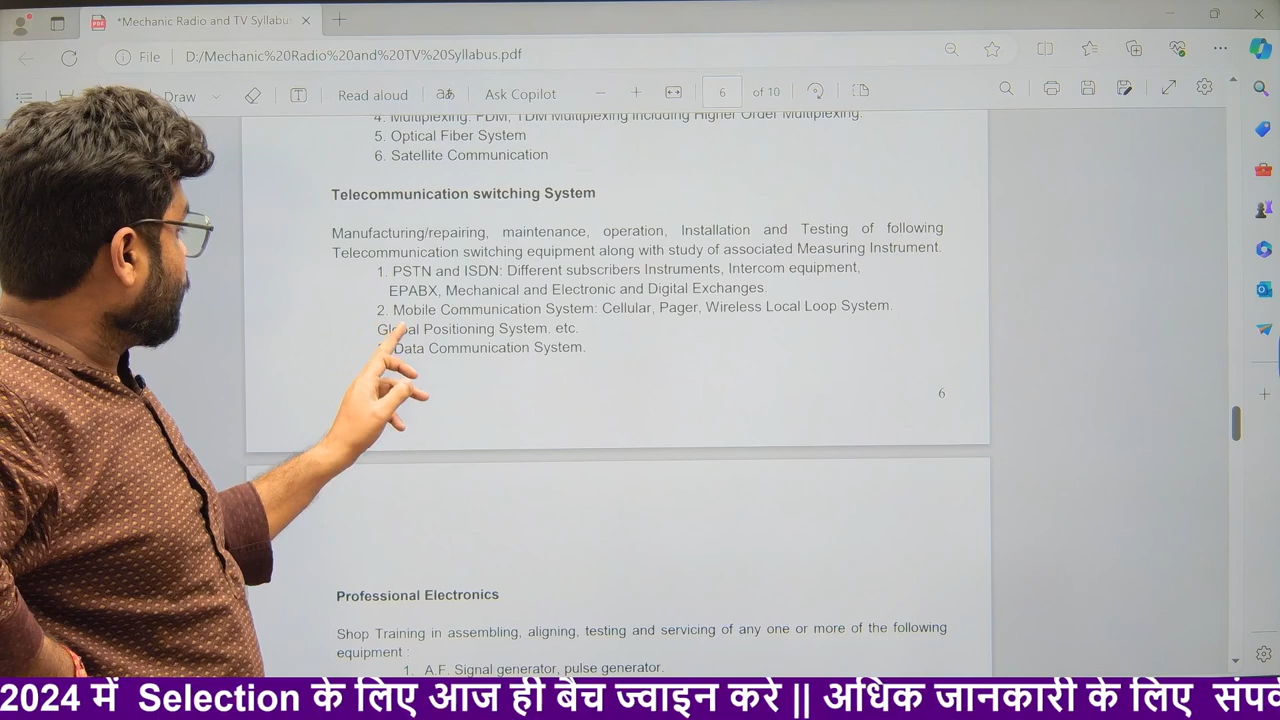 *Mechanic Radio and TV Syllabus
File D:/Mechanic%20Radio%20and%20TV%20Syllabus.pdf
Draw Read aloud Ask Copilot 6 of 10
4. Multiplexing: FDM, TDM Multiplexing including Higher Order Multiplexing.
5. Optical Fiber System
6. Satellite Communication
Telecommunication switching System
Manufacturing/repairing, maintenance, operation, Installation and Testing of following
Telecommunication switching equipment along with study of associated Measuring Instrument.
1. PSTN and ISDN: Different subscribers Instruments, Intercom equipment,
EPABX, Mechanical and Electronic and Digital Exchanges.
2. Mobile Communication System: Cellular, Pager, Wireless Local Loop System.
Global Positioning System. etc.
Data Communication System.
6
Professional Electronics
Shop Training in assembling, aligning, testing and servicing of any one or more of the following
equipment :
1. A.F. Signal generator, pulse generator.
2024 में Selection के लिए आज ही बैच ज्वाइन करे || अधिक जानकारी के लिए